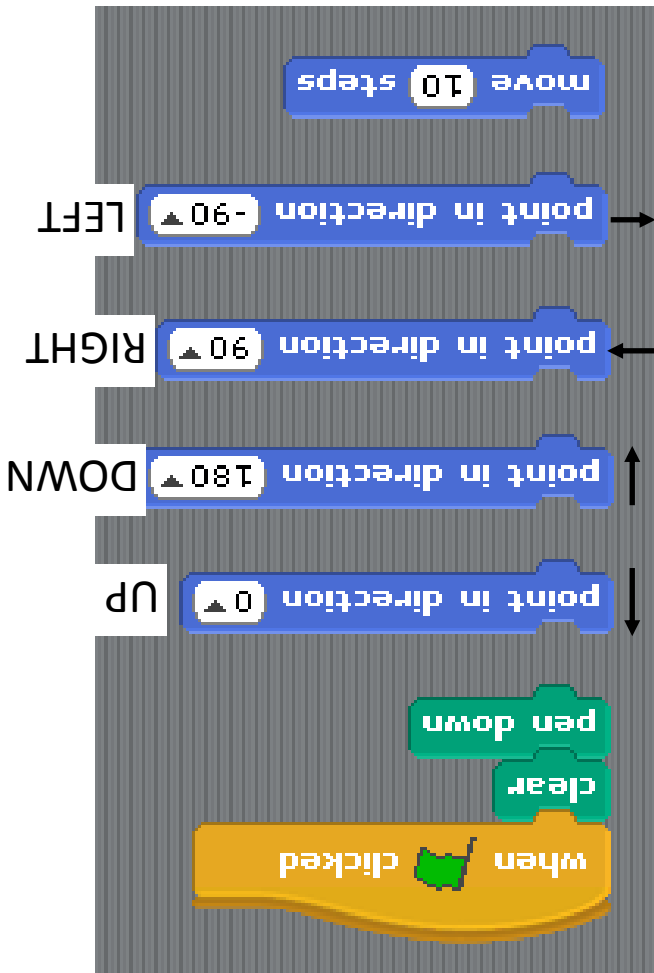 when clicked
clear
pen down
point in direction 0 UP
point in direction 180 DOWN
point in direction 90 RIGHT
point in direction -90 LEFT
move 10 steps